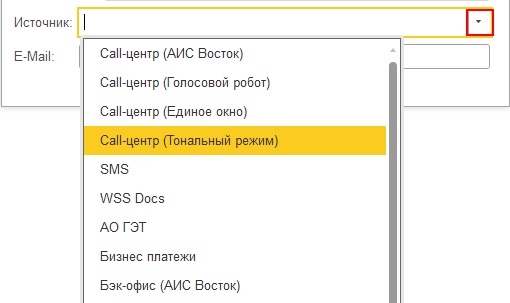 Источник:
E-Mail:
Call-центр (АИС Восток)
Call-центр (Голосовой робот)
Call-центр (Единое окно)
Call-центр (Тональный режим)
SMS
WSS Docs
АО ГЭТ
Бизнес платежи
Бэк-офис (АИС Восток)